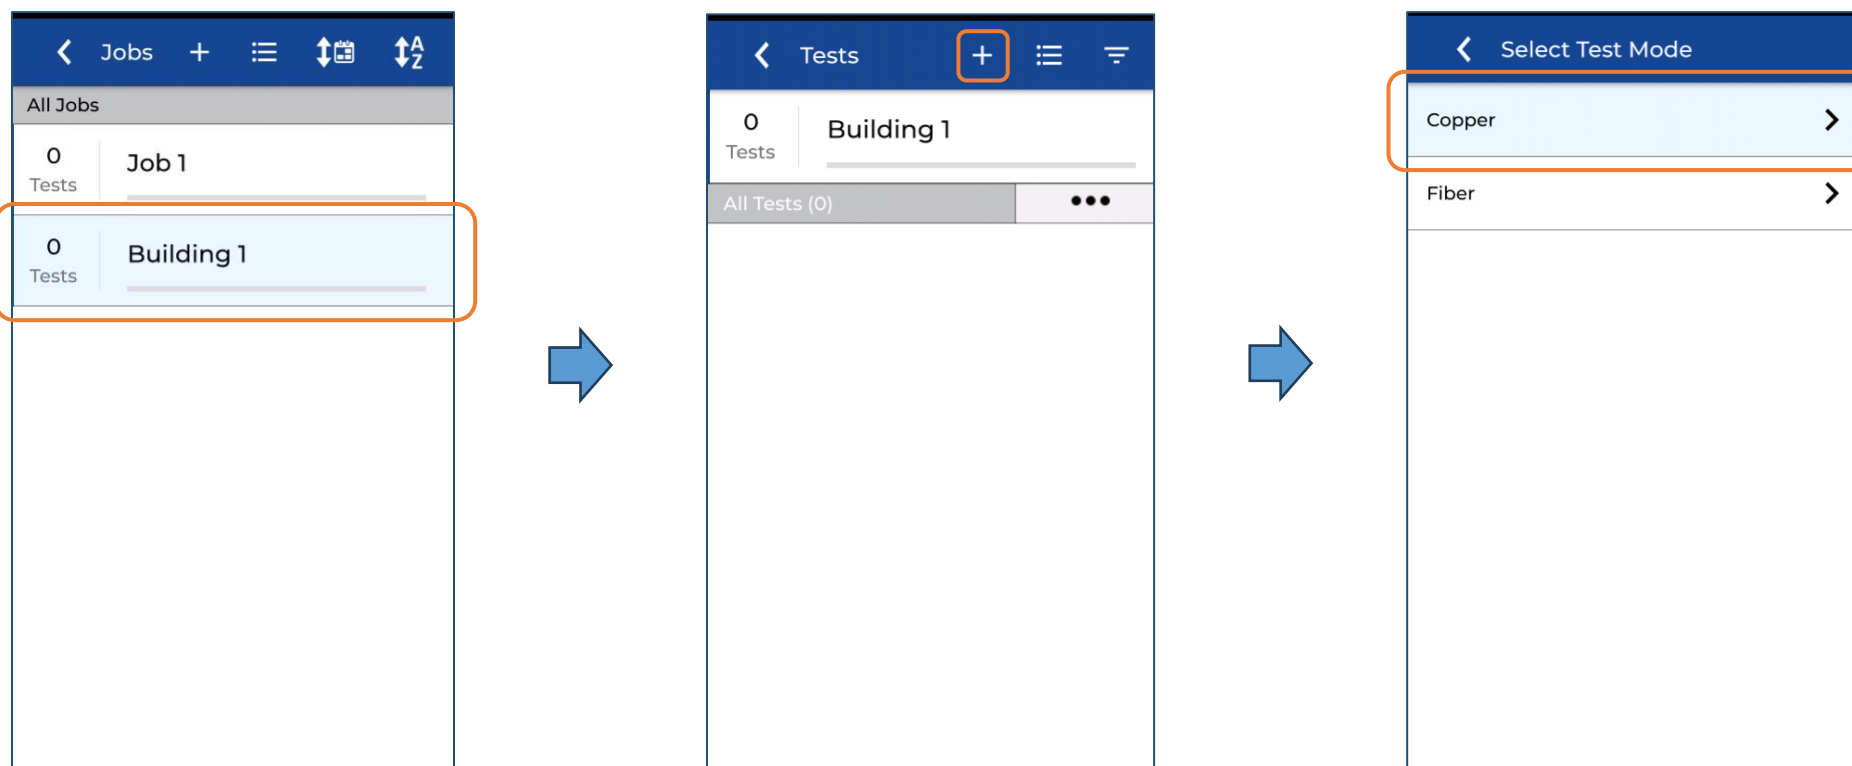 Jobs
All Jobs
0
Tests
Job 1
0
Tests
Building 1
Tests
0
Tests
Building 1
All Tests (0)
Select Test Mode
Copper
Fiber